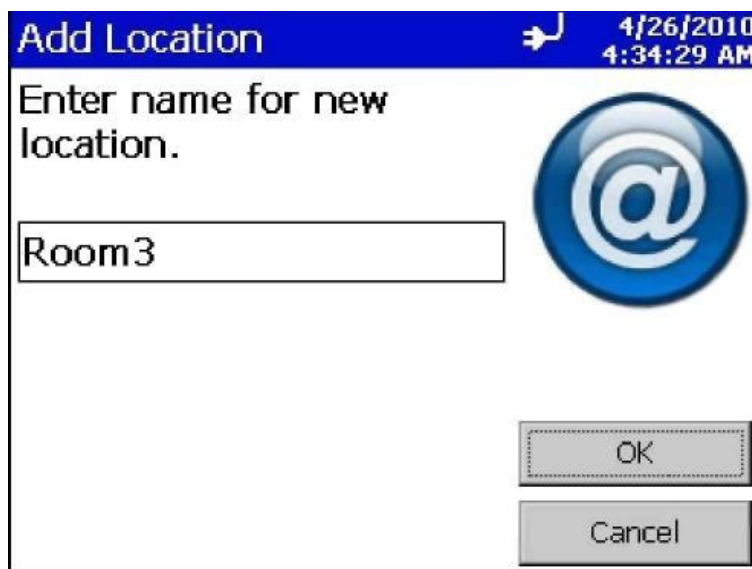 Add Location
4/26/2010
4:34:29 AM
Enter name for new
location.
@
Room3
OK
Cancel